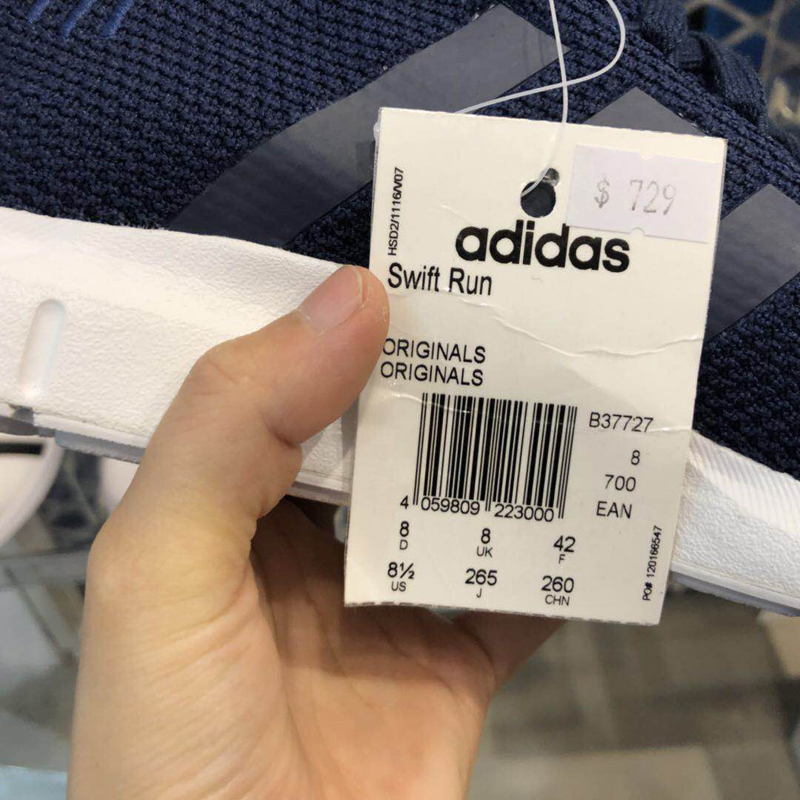 HSD2/1116/V07
$ 729
adidas
Swift Run
ORIGINALS
ORIGINALS
B37727
8
700
EAN
4 059809 223000
8
D
8
UK
42
F
8½
US
265
J
260
CHN
PO# 120166547